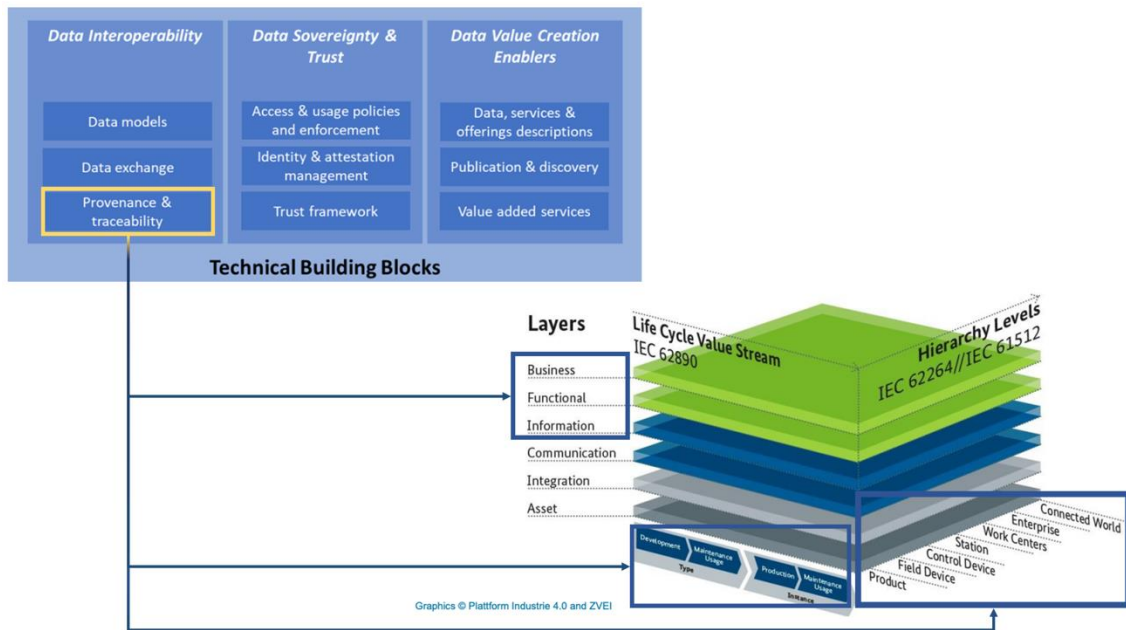 Data Interoperability
Data Sovereignty &
Trust
Data Value Creation
Enablers
Data models
Access & usage policies
and enforcement
Data, services &
offerings descriptions
Data exchange
Identity & attestation
management
Publication & discovery
Provenance &
traceability
Trust framework
Value added services
Technical Building Blocks
Layers
Business
Functional
Information
Communication
Integration
Asset
Life Cycle Value Stream
IEC 62890
Hierarchy Levels
IEC 62264//IEC 61512
Development
Maintenance
Usage
Type
Production
Maintenance
Usage
Instance
Connected World
Enterprise
Work Centers
Station
Control Device
Field Device
Product
Graphics © Plattform Industrie 4.0 and ZVEI